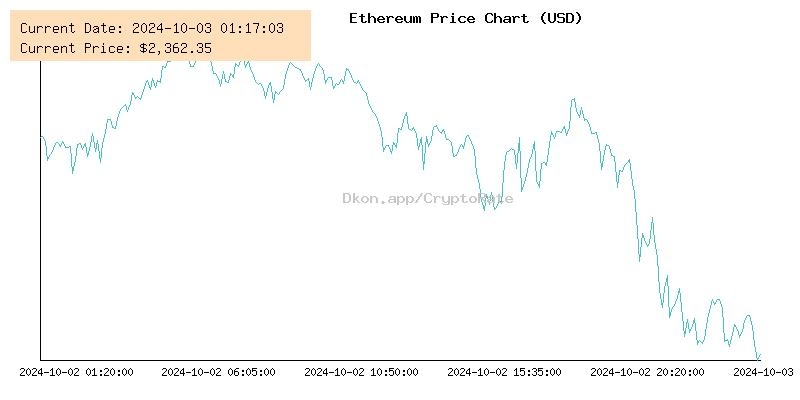 Ethereum Price Chart (USD)
Current Date: 2024-10-03 01:17:03
Current Price: $2,362.35
Dkon.app/CryptoRate
2024-10-02 01:20:00 2024-10-02 06:05:00 2024-10-02 10:50:00 2024-10-02 15:35:00 2024-10-02 20:20:00 2024-10-03